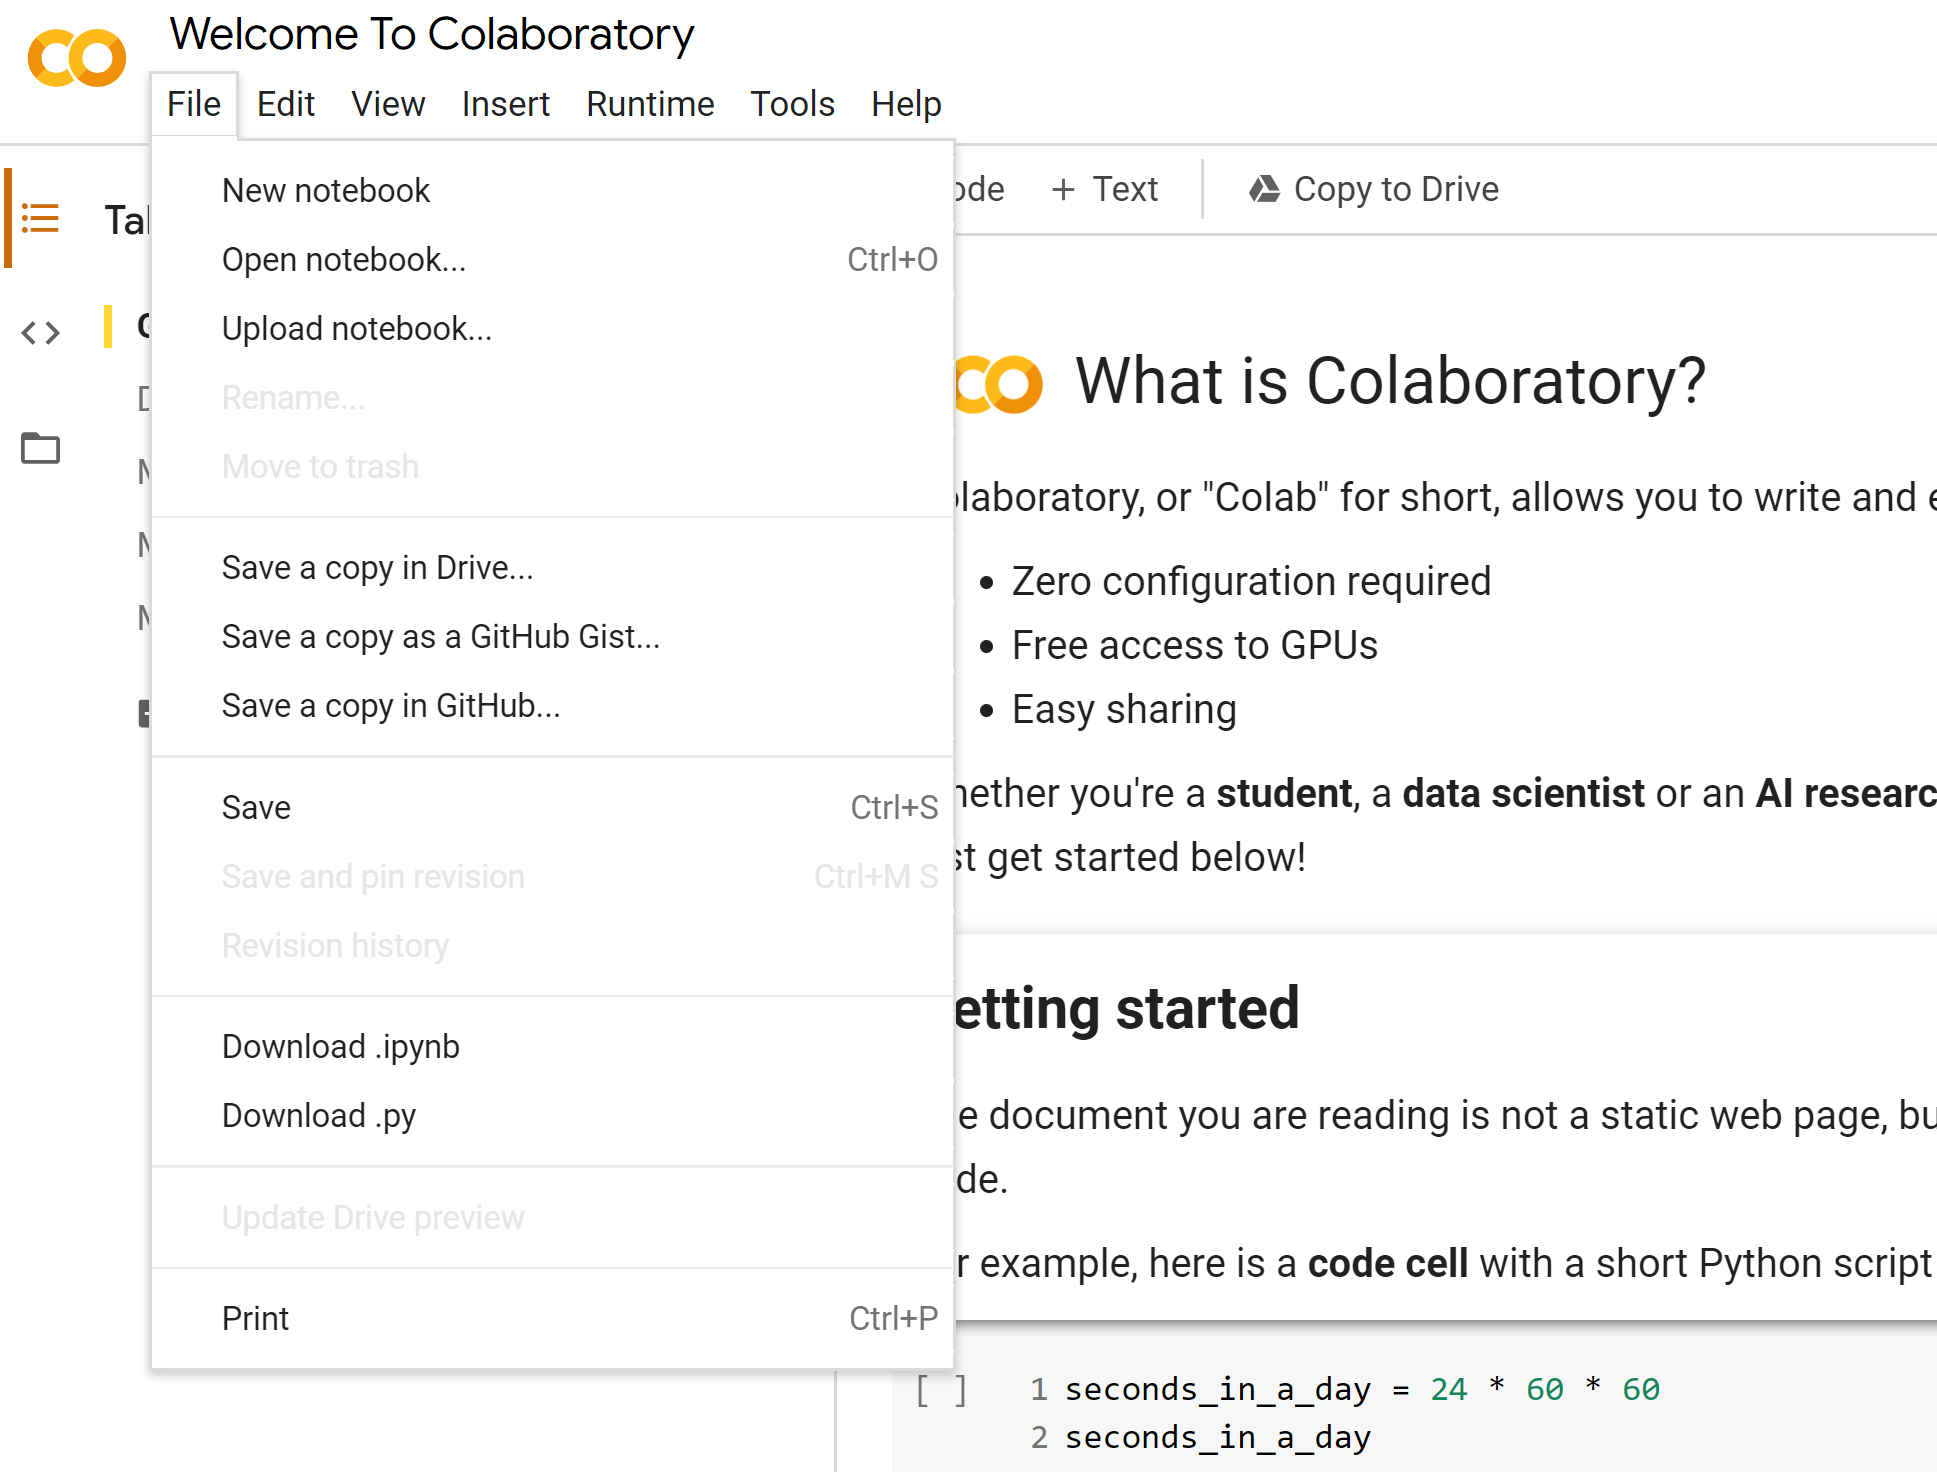 Welcome To Colaboratory
File Edit View Insert Runtime Tools Help
New notebook
Open notebook... Ctrl+O
Upload notebook...
Rename...
Move to trash
Save a copy in Drive...
Save a copy as a GitHub Gist...
Save a copy in GitHub...
Save Ctrl+S
Save and pin revision Ctrl+M S
Revision history
Download .ipynb
Download .py
Update Drive preview
Print Ctrl+P
+ Text Copy to Drive
What is Colaboratory?
laboratory, or "Colab" for short, allows you to write and
• Zero configuration required
• Free access to GPUs
• Easy sharing
hether you're a student, a data scientist or an AI researc
st get started below!
etting started
e document you are reading is not a static web page, bu
de.
r example, here is a code cell with a short Python script
[ ] 1 seconds_in_a_day = 24 * 60 * 60
2 seconds_in_a_day